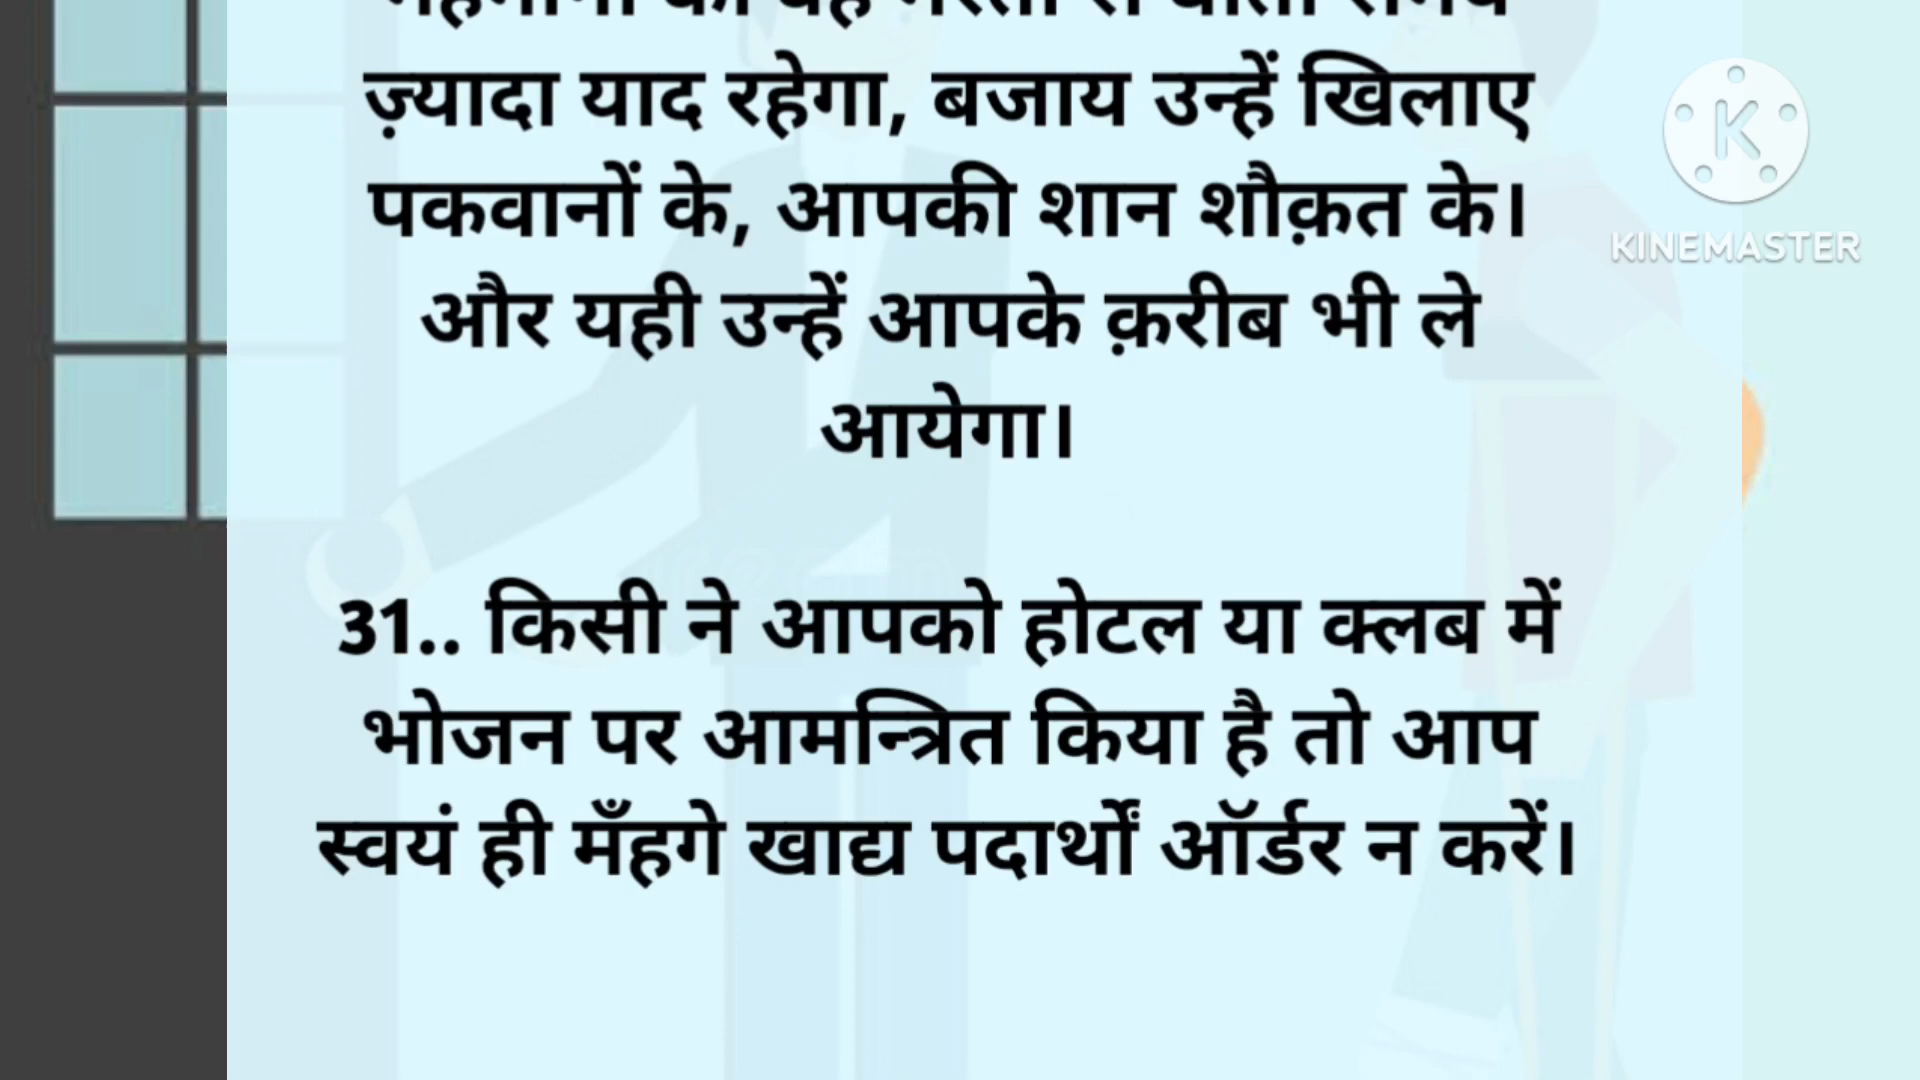 ज़्यादा याद रहेगा, बजाय उन्हें खिलाए
पकवानों के, आपकी शान शौक़त के।
और यही उन्हें आपके क़रीब भी ले
आयेगा।
31.. किसी ने आपको होटल या क्लब में
भोजन पर आमन्त्रित किया है तो आप
स्वयं ही मँहगे खाद्य पदार्थों ऑर्डर न करें।
K
KINEMASTER